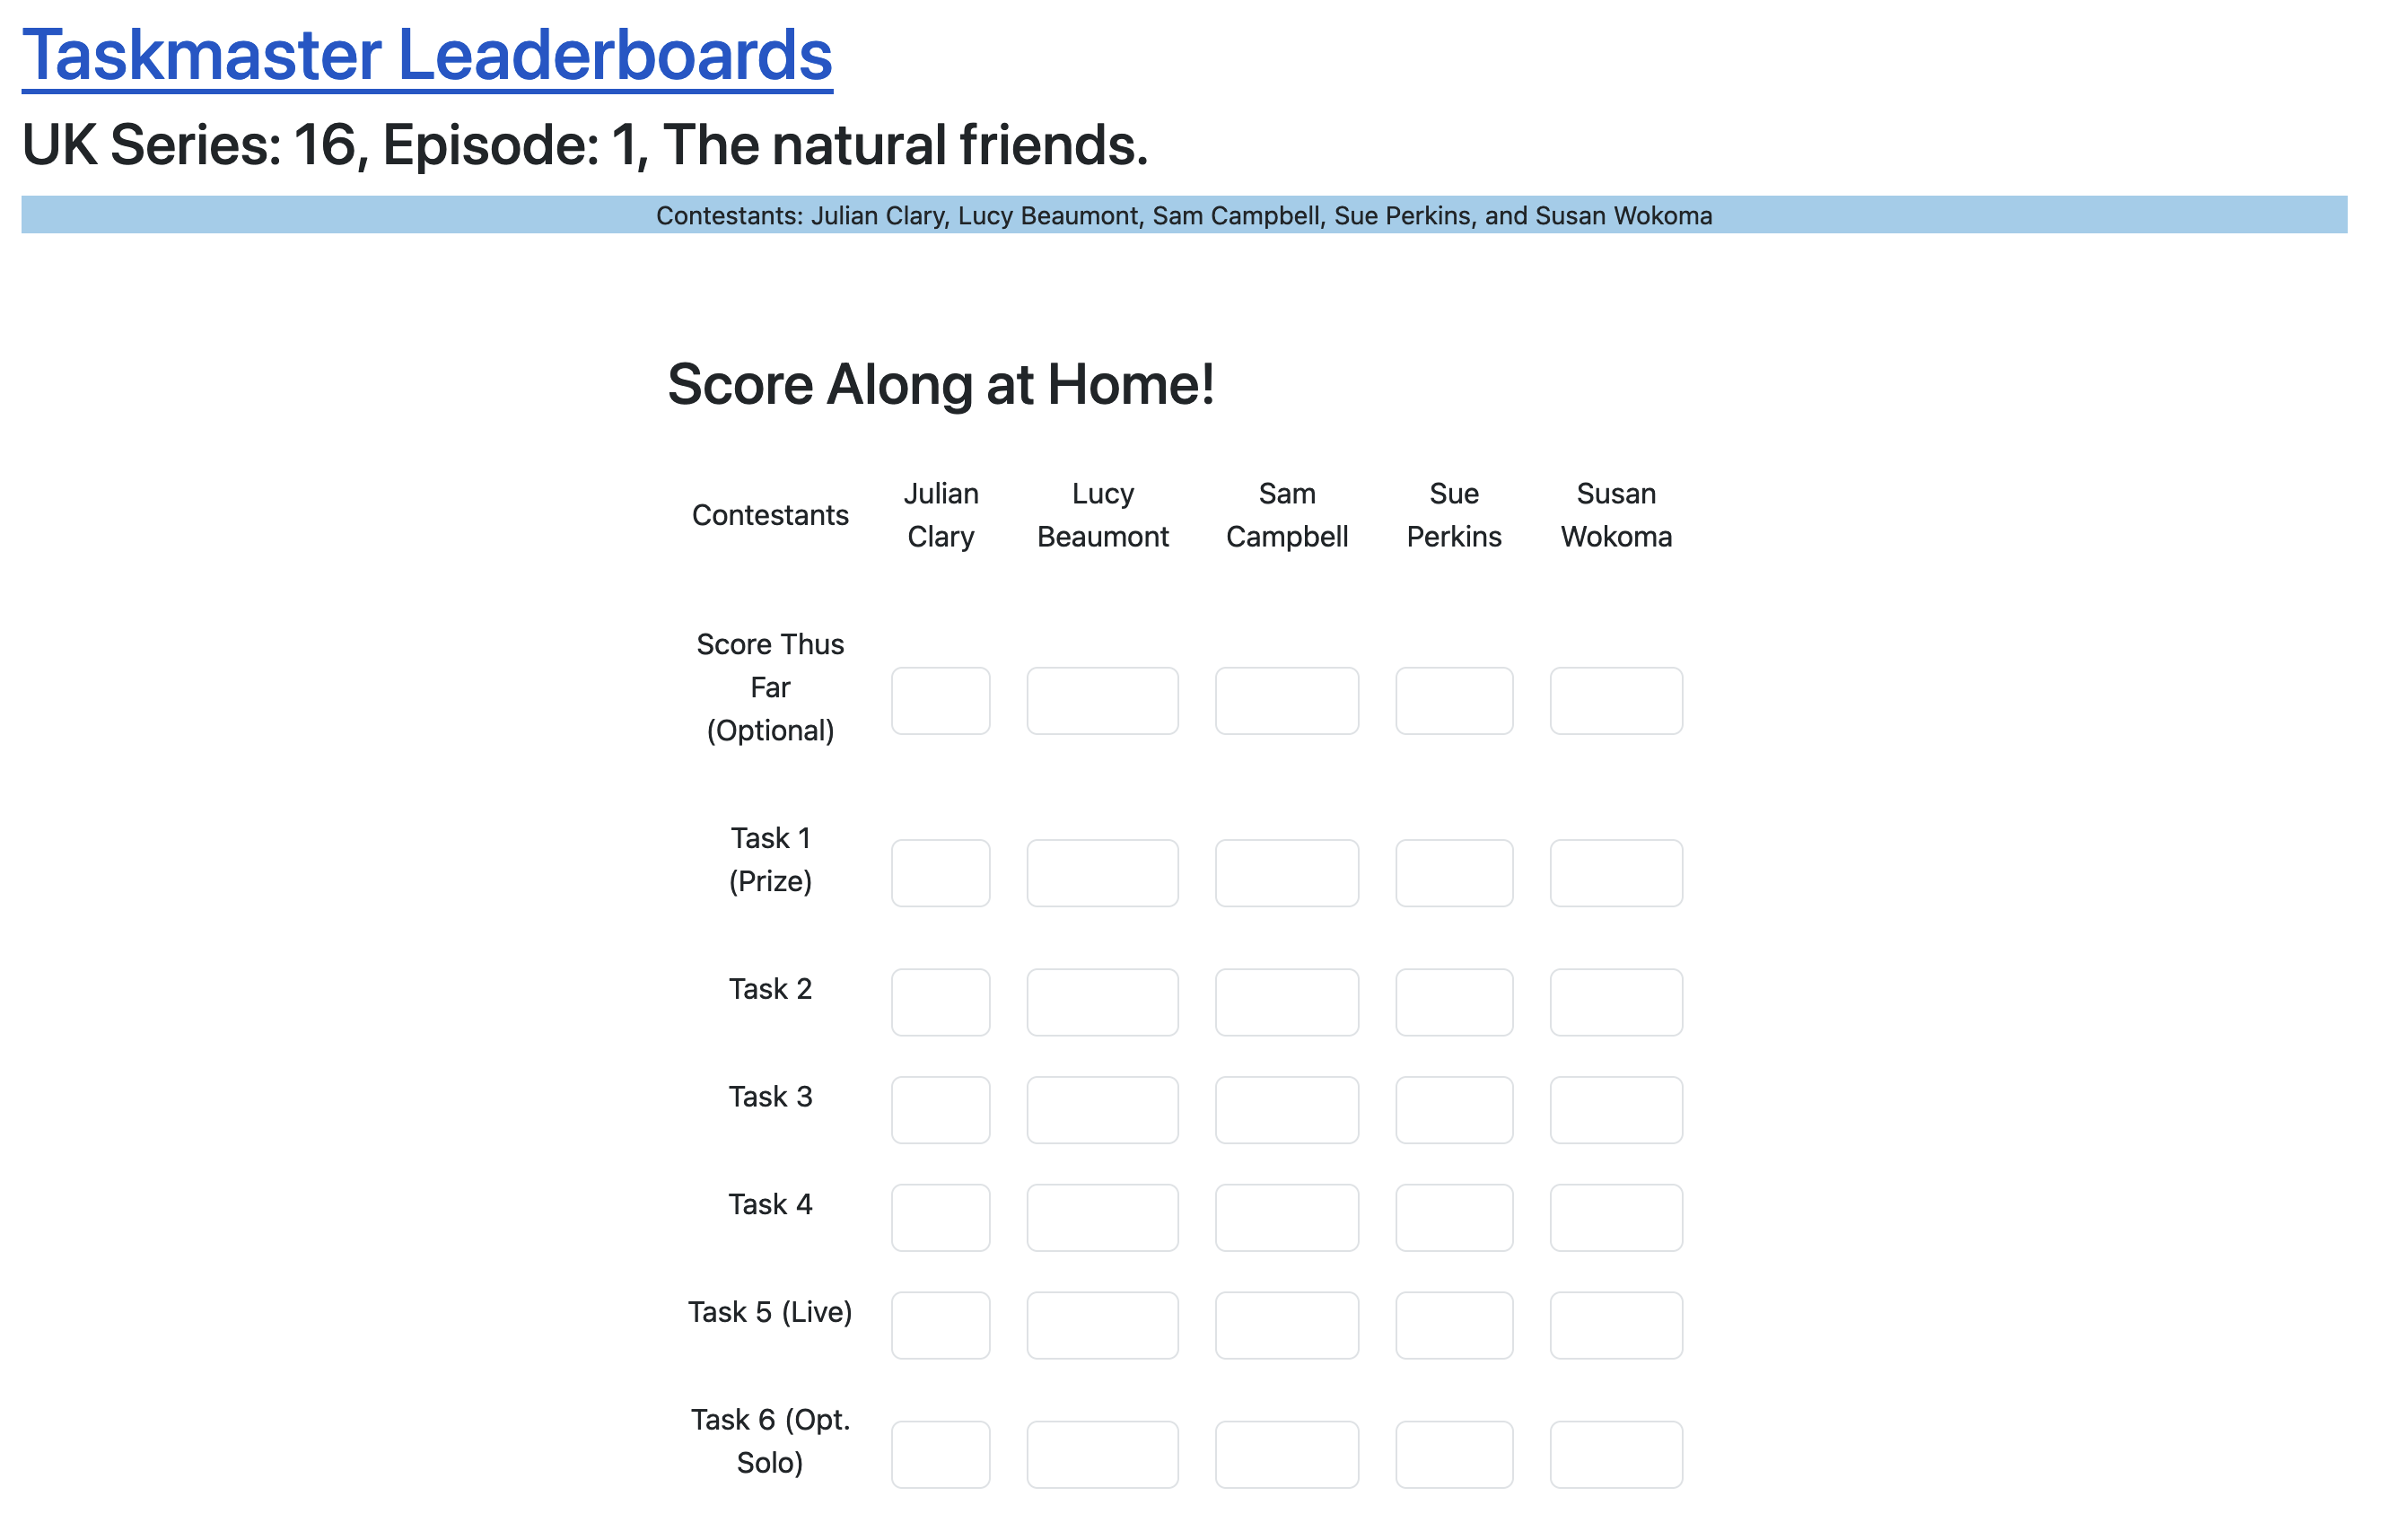 Taskmaster Leaderboards
UK Series: 16, Episode: 1, The natural friends.
Contestants: Julian Clary, Lucy Beaumont, Sam Campbell, Sue Perkins, and Susan Wokoma
Score Along at Home!
Contestants
Julian
Clary
Lucy
Beaumont
Sam
Campbell
Sue
Perkins
Susan
Wokoma
Score Thus
Far
(Optional)
Task 1
(Prize)
Task 2
Task 3
Task 4
Task 5 (Live)
Task 6 (Opt.
Solo)